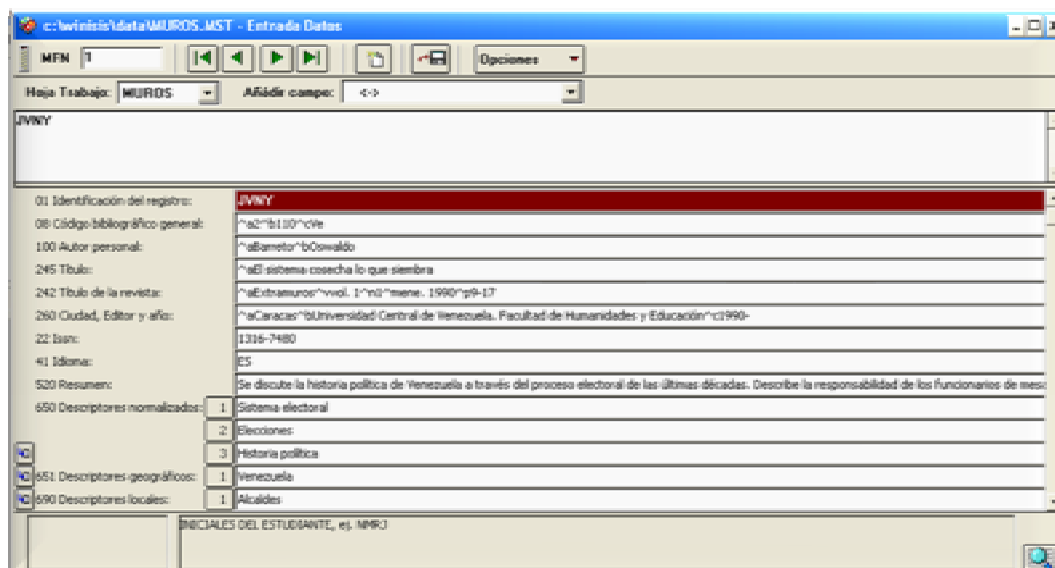 c:\winisis\data\MUROS.MST - Entrada Datos
MFN 1 Opciones
Hoja Trabajo: MUROS Añadir campo: <->
JVNY
01 Identificación del registro: JVNY
08 Código bibliográfico general: ^a2^b110^cVe
100 Autor personal: ^aBarreto^bOswaldo
245 Título: ^aEl sistema cosecha lo que siembra
242 Título de la revista: ^aExtramuros^vvol. 1^n1^mene. 1990^p9-17
260 Ciudad, Editor y año: ^aCaracas^bUniversidad Central de Venezuela. Facultad de Humanidades y Educación^c1990-
22 Issn: 1316-7480
41 Idioma: ES
520 Resumen: Se discute la historia política de Venezuela a través del proceso electoral de las últimas décadas. Describe la responsabilidad de los funcionarios de mesa
650 Descriptores normalizados: 1 Sistema electoral
2 Elecciones
3 Historia política
651 Descriptores geográficos: 1 Venezuela
690 Descriptores locales: 1 Alcaldes
INICIALES DEL ESTUDIANTE, ej. NMRJ